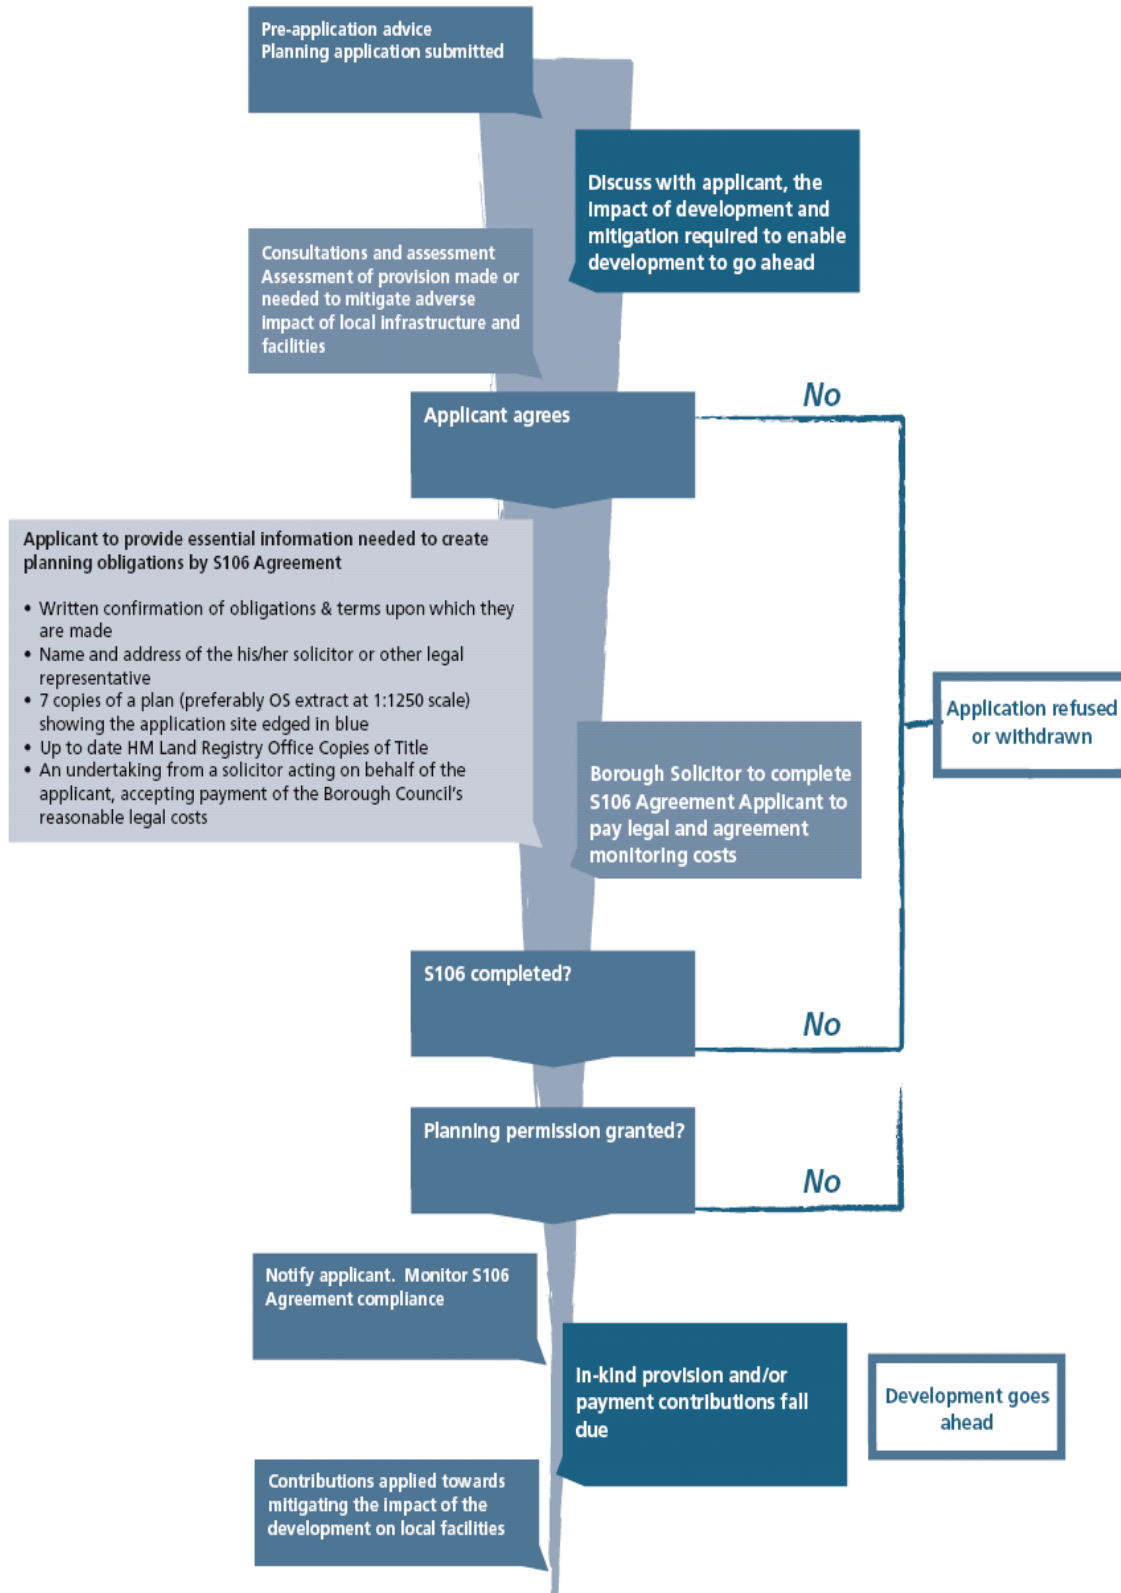 Pre-application advice
Planning application submitted
Discuss with applicant, the
impact of development and
mitigation required to enable
development to go ahead
Consultations and assessment
Assessment of provision made or
needed to mitigate adverse
impact of local infrastructure and
facilities
Applicant agrees
No
Applicant to provide essential information needed to create
planning obligations by S106 Agreement
• Written confirmation of obligations & terms upon which they
are made
• Name and address of the his/her solicitor or other legal
representative
• 7 copies of a plan (preferably OS extract at 1:1250 scale)
showing the application site edged in blue
• Up to date HM Land Registry Office Copies of Title
• An undertaking from a solicitor acting on behalf of the
applicant, accepting payment of the Borough Council's
reasonable legal costs
Application refused
or withdrawn
Borough Solicitor to complete
S106 Agreement Applicant to
pay legal and agreement
monitoring costs
S106 completed?
No
Planning permission granted?
No
Notify applicant. Monitor S106
Agreement compliance
In-kind provision and/or
payment contributions fall
due
Development goes
ahead
Contributions applied towards
mitigating the impact of the
development on local facilities